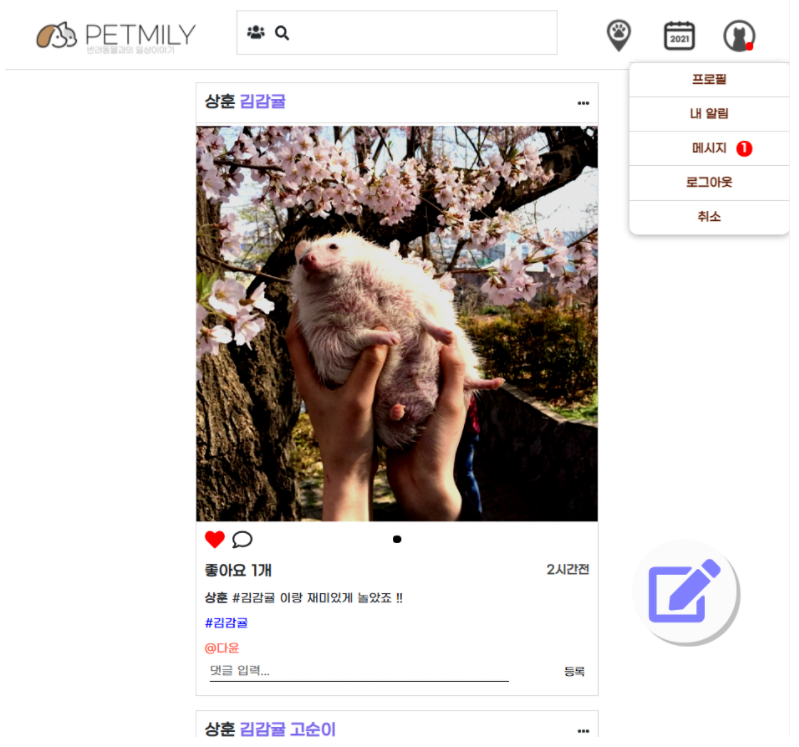 PETMILY
반려동물과의 일상이야기
2021
프로필
내 알림
메시지 1
로그아웃
취소
상훈 김감귤
좋아요 1개 2시간전
상훈 #김감귤 이랑 재미있게 놀았죠 !!
#김감귤
@다윤
댓글 입력... 등록
상훈 김감귤 고순이